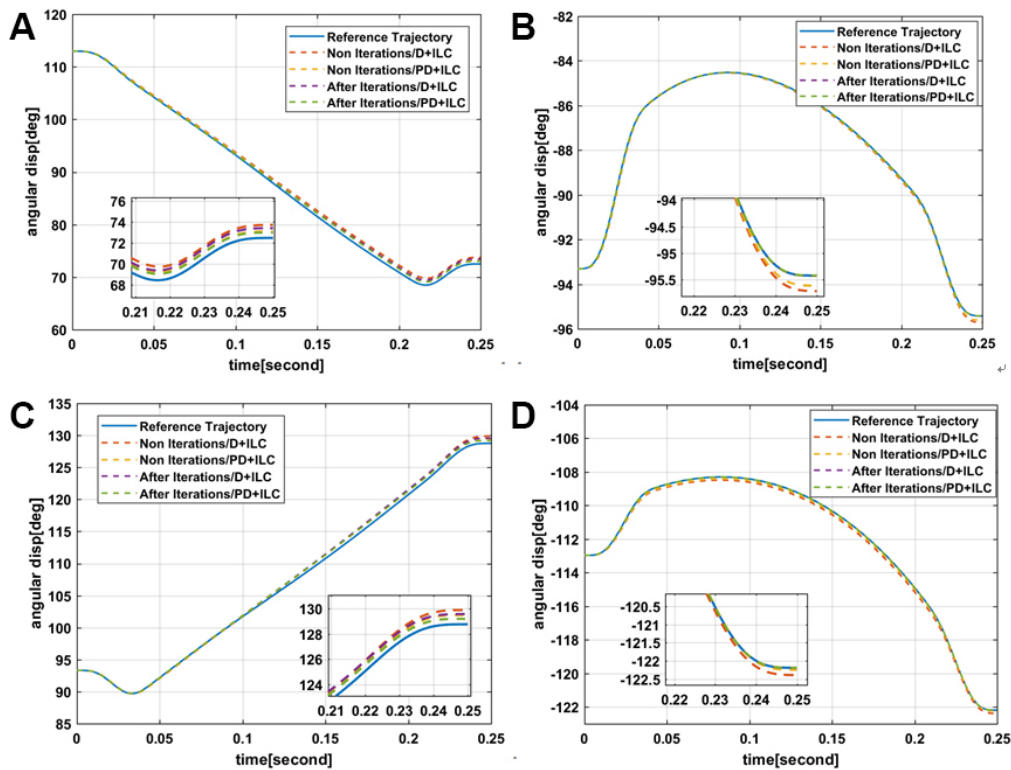 A
120
110
100
90
80
70
60
angular disp[deg]
Reference Trajectory
Non Iterations/D+ILC
Non Iterations/PD+ILC
After Iterations/D+ILC
After Iterations/PD+ILC
76
74
72
70
68
0.21 0.22 0.23 0.24 0.25
0 0.05 0.1 0.15 0.2 0.25
time[second]
B
-82
-84
-86
-88
-90
-92
-94
-96
angular disp[deg]
Reference Trajectory
Non Iterations/D+ILC
Non Iterations/PD+ILC
After Iterations/D+ILC
After Iterations/PD+ILC
-94
-94.5
-95
-95.5
0.22 0.23 0.24 0.25
0 0.05 0.1 0.15 0.2 0.25
time[second]
C
135
130
125
120
115
110
105
100
95
90
85
angular disp[deg]
Reference Trajectory
Non Iterations/D+ILC
Non Iterations/PD+ILC
After Iterations/D+ILC
After Iterations/PD+ILC
130
128
126
124
0.21 0.22 0.23 0.24 0.25
0 0.05 0.1 0.15 0.2 0.25
time[second]
D
-104
-106
-108
-110
-112
-114
-116
-118
-120
-122
angular disp[deg]
Reference Trajectory
Non Iterations/D+ILC
Non Iterations/PD+ILC
After Iterations/D+ILC
After Iterations/PD+ILC
-120.5
-121
-121.5
-122
-122.5
0.22 0.23 0.24 0.25
0 0.05 0.1 0.15 0.2 0.25
time[second]